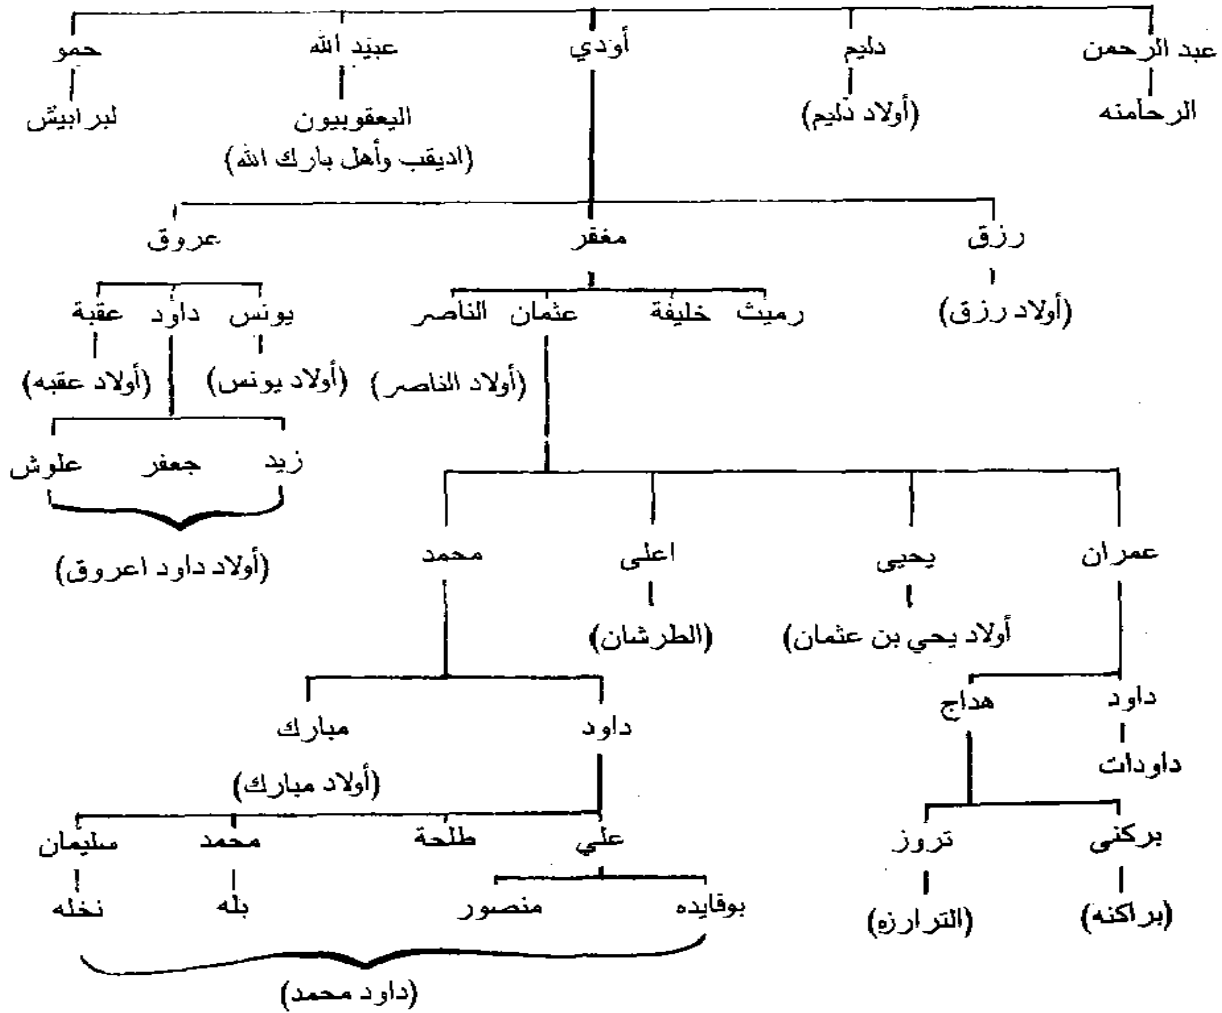 عبد الرحمن دليم أودي عبيد الله حمو
الرحامنه (أولاد دليم) اليعقوبيون لبرابيش
(اديقب وأهل بارك الله)
رزق مغفر عروق
(أولاد رزق) رميث خليفة عثمان الناصر يونس داود عقبة
(أولاد الناصر) (أولاد يونس) (أولاد عقبه)
زيد جعفر علوش
عمران يحيى اعلى محمد (أولاد داود اعروق)
أولاد يحي بن عثمان) (الطرشان)
داود هداج داود مبارك
داودات (أولاد مبارك)
بركني تروز علي طلحة محمد سليمان
(براكنه) (الترارزه) بوفايده منصور بله نخله
(داود محمد)